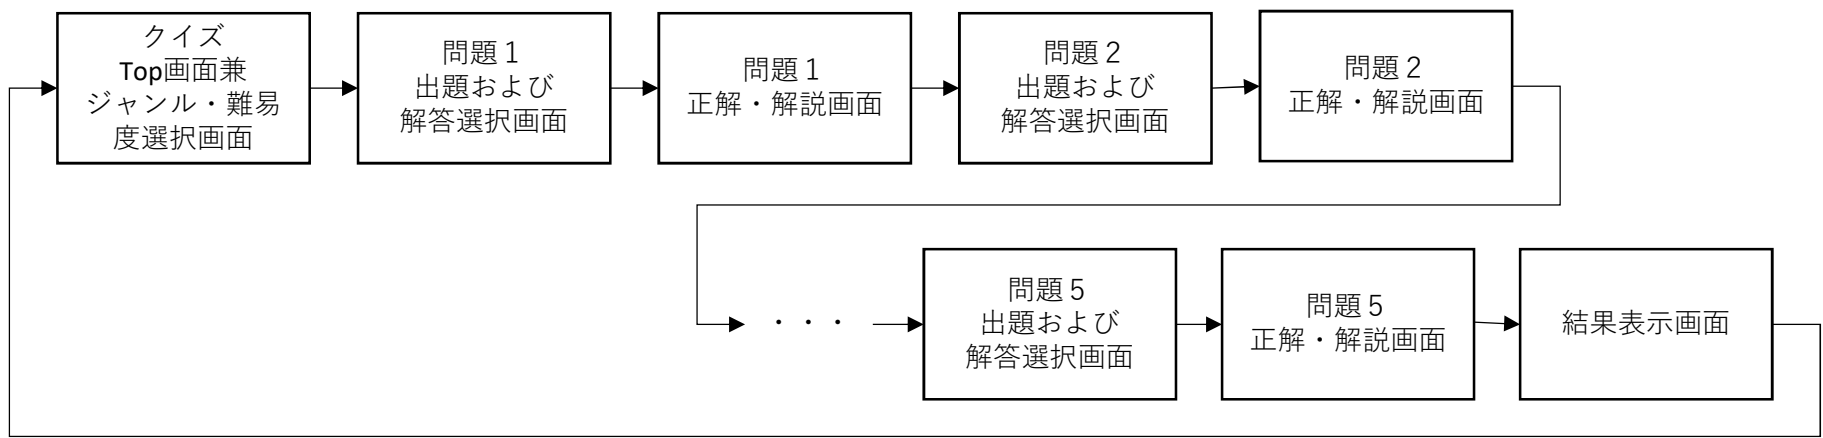 クイズ
Top画面兼
ジャンル・難易
度選択画面
問題１
出題および
解答選択画面
問題１
正解・解説画面
問題２
出題および
解答選択画面
問題２
正解・解説画面
・・・
問題５
出題および
解答選択画面
問題５
正解・解説画面
結果表示画面